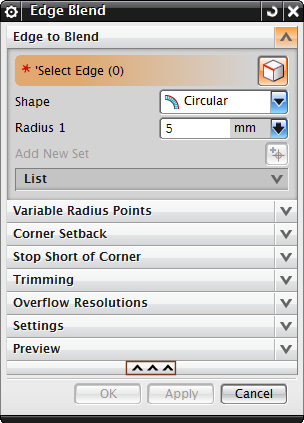 Edge Blend
Edge to Blend
* 'Select Edge (0)
Shape Circular
Radius 1 5 mm
Add New Set
List
Variable Radius Points
Corner Setback
Stop Short of Corner
Trimming
Overflow Resolutions
Settings
Preview
OK Apply Cancel